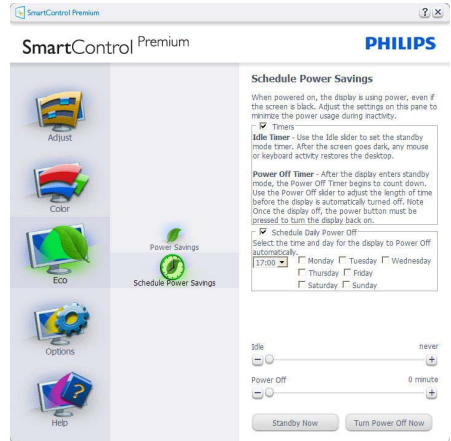 SmartControl Premium
? ×
SmartControl Premium
PHILIPS
Adjust
Color
Eco
Options
Help
Power Savings
Schedule Power Savings
Schedule Power Savings
When powered on, the display is using power, even if
the screen is black. Adjust the settings on this pane to
minimize the power usage during inactivity.
Timers
Idle Timer - Use the Idle slider to set the standby
mode timer. After the screen goes dark, any mouse
or keyboard activity restores the desktop.
Power Off Timer - After the display enters standby
mode, the Power Off Timer begins to count down.
Use the Power Off slider to adjust the length of time
before the display is automatically turned off. Note
Once the display off, the power button must be
pressed to turn the display back on.
Schedule Daily Power Off
Select the time and day for the display to Power Off
automatically.
17:00 Monday Tuesday Wednesday
Thursday Friday
Saturday Sunday
Idle never
Power Off 0 minute
Standby Now Turn Power Off Now